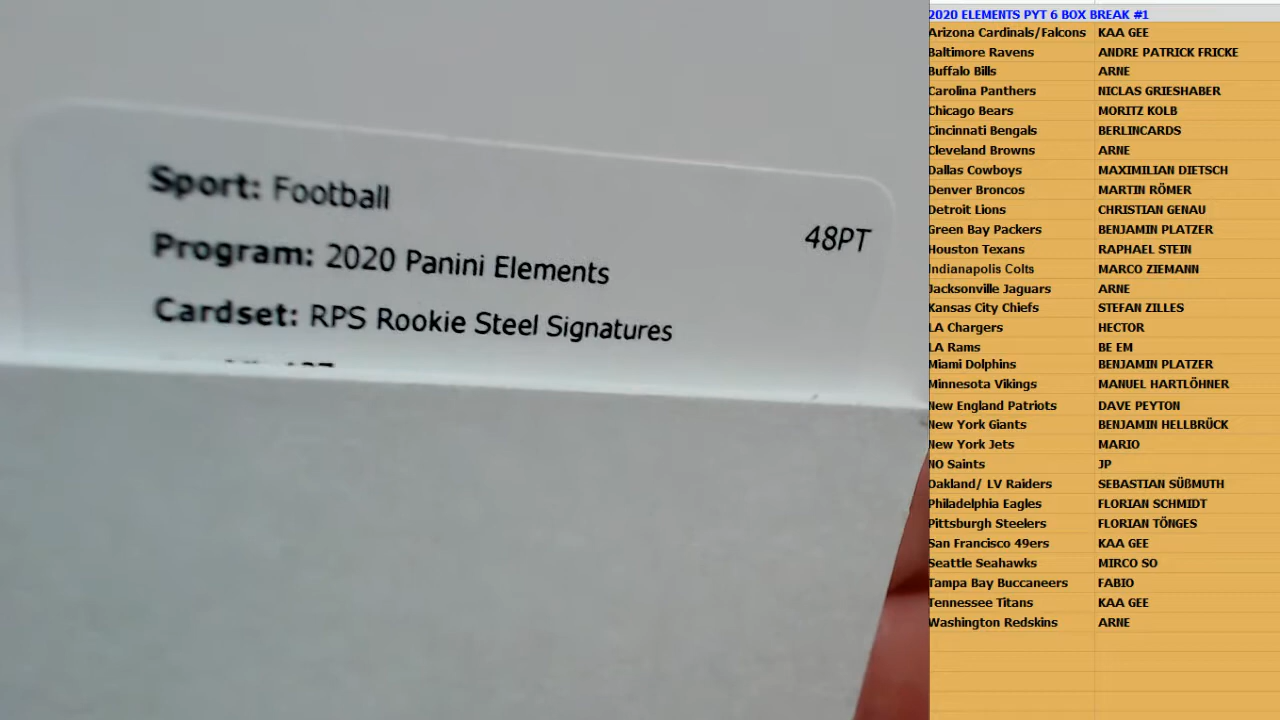 Sport: Football
48PT
Program: 2020 Panini Elements
Cardset: RPS Rookie Steel Signatures
2020 ELEMENTS PYT 6 BOX BREAK #1
Arizona Cardinals/Falcons KAA GEE
Baltimore Ravens ANDRE PATRICK FRICKE
Buffalo Bills ARNE
Carolina Panthers NICLAS GRIESHABER
Chicago Bears MORITZ KOLB
Cincinnati Bengals BERLINCARDS
Cleveland Browns ARNE
Dallas Cowboys MAXIMILIAN DIETSCH
Denver Broncos MARTIN RÖMER
Detroit Lions CHRISTIAN GENAU
Green Bay Packers BENJAMIN PLATZER
Houston Texans RAPHAEL STEIN
Indianapolis Colts MARCO ZIEMANN
Jacksonville Jaguars ARNE
Kansas City Chiefs STEFAN ZILLES
LA Chargers HECTOR
LA Rams BE EM
Miami Dolphins BENJAMIN PLATZER
Minnesota Vikings MANUEL HARTLÖHNER
New England Patriots DAVE PEYTON
New York Giants BENJAMIN HELLBRÜCK
New York Jets MARIO
NO Saints JP
Oakland/ LV Raiders SEBASTIAN SÜßMUTH
Philadelphia Eagles FLORIAN SCHMIDT
Pittsburgh Steelers FLORIAN TÖNGES
San Francisco 49ers KAA GEE
Seattle Seahawks MIRCO SO
Tampa Bay Buccaneers FABIO
Tennessee Titans KAA GEE
Washington Redskins ARNE